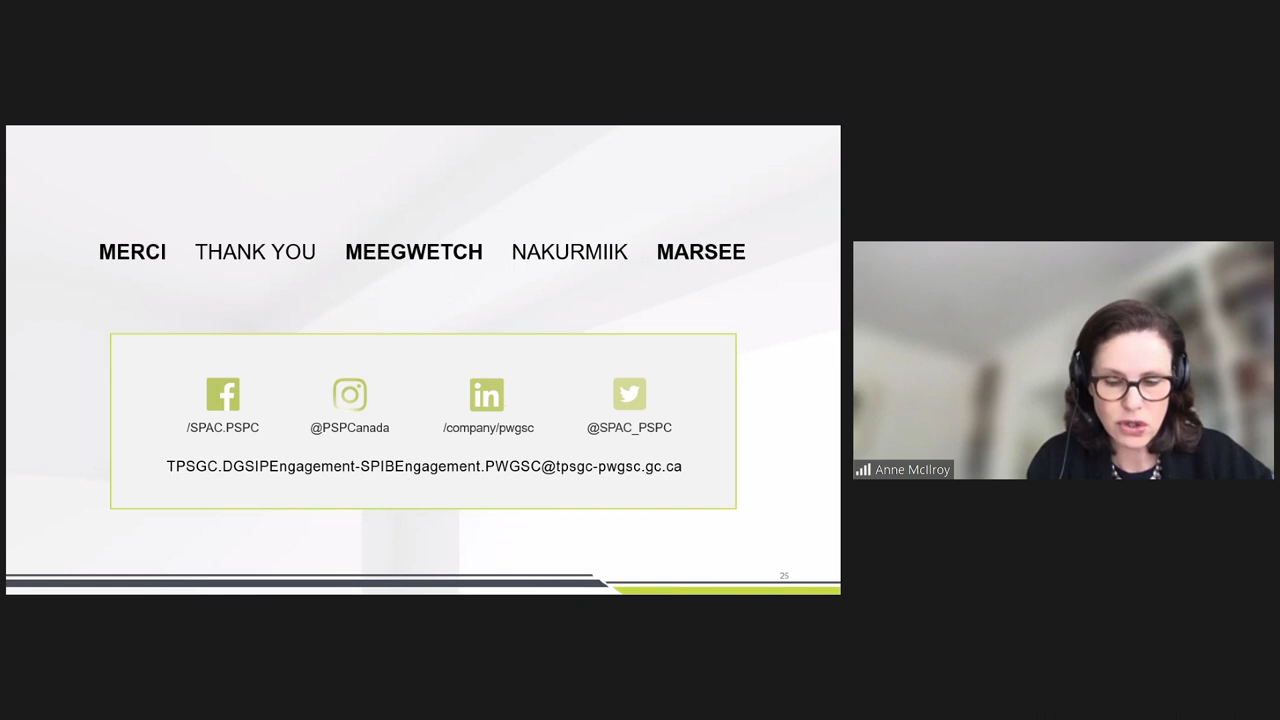 MERCI THANK YOU MEEGWETCH NAKURMIIK MARSEE
/SPAC.PSPC @PSPCanada /company/pwgsc @SPAC_PSPC
TPSGC.DGSIPEngagement-SPIBEngagement.PWGSC@tpsgc-pwgsc.gc.ca
25
Anne McIlroy